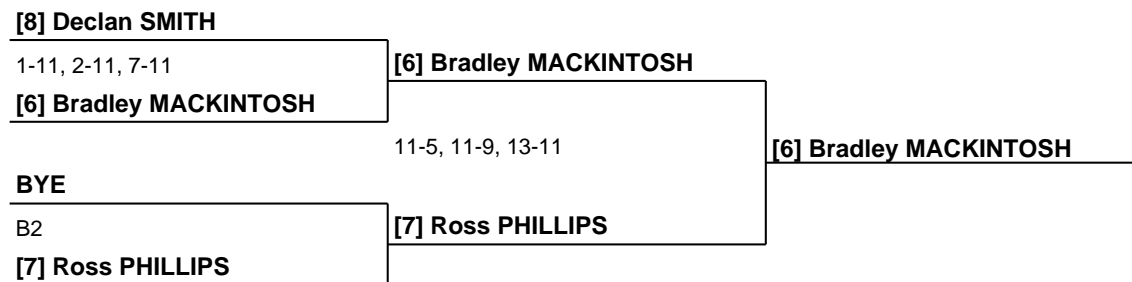 [8] Declan SMITH
1-11, 2-11, 7-11
[6] Bradley MACKINTOSH
[6] Bradley MACKINTOSH
11-5, 11-9, 13-11
[6] Bradley MACKINTOSH
BYE
B2
[7] Ross PHILLIPS
[7] Ross PHILLIPS